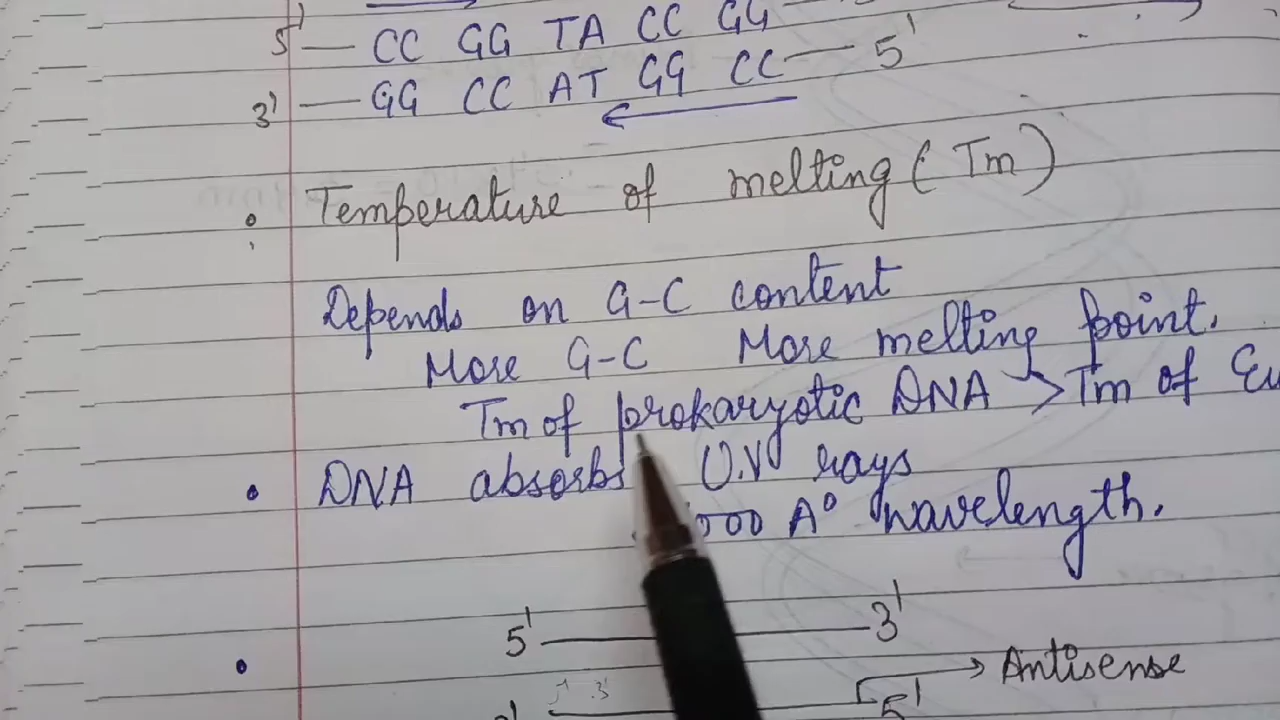 5' — CC GG TA CC GG
3' — GG CC AT GG CC — 5'
Temperature of melting (Tm)
Depends on G-C content
More G-C More melting point.
Tm of prokaryotic DNA > Tm of Eu
DNA absorbs U.V rays
000 A° wavelength.
5' 3'
Antisense
5'